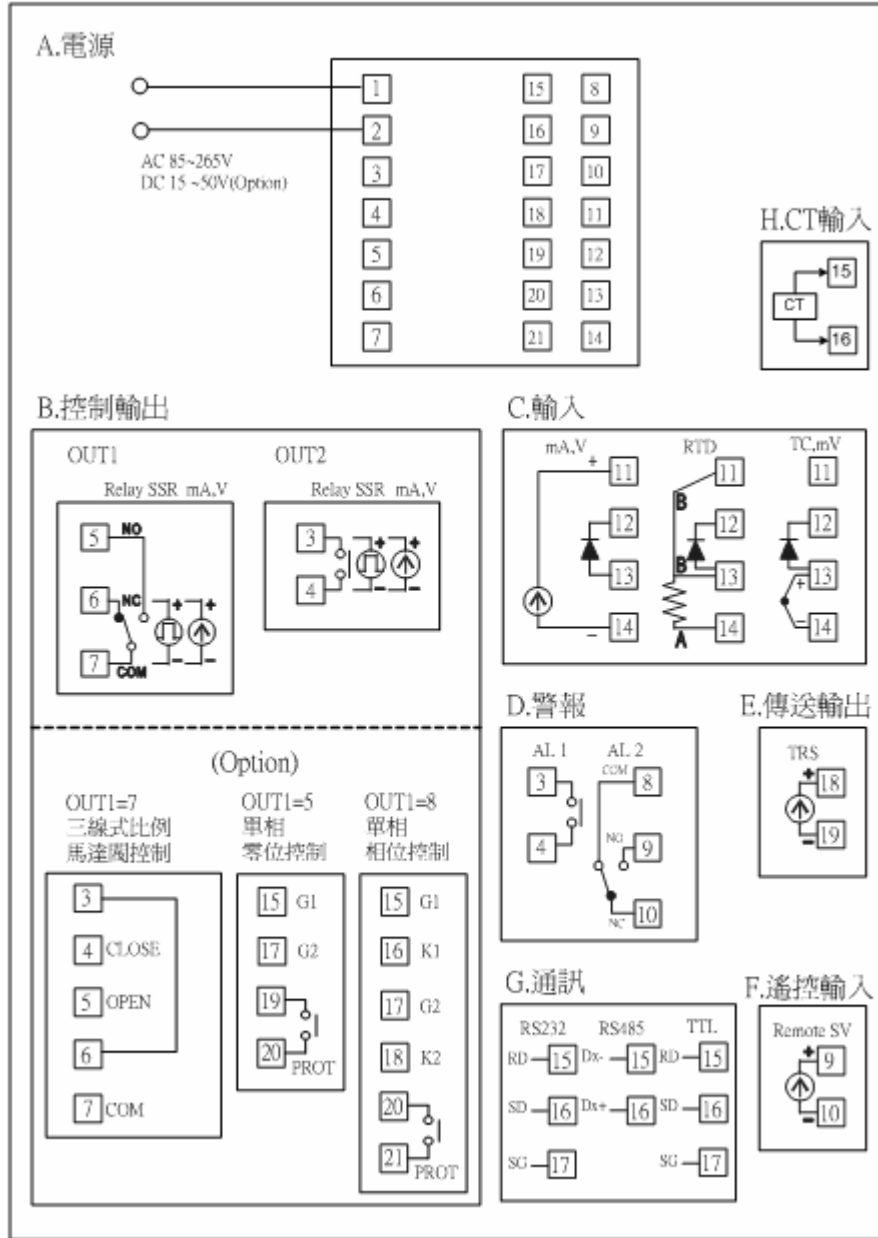 A.電源
1 15 8
2 16 9
AC 85~265V
DC 15 ~50V(Option)
3 17 10
4 18 11
5 19 12
6 20 13
7 21 14
H.CT輸入
15
CT
16
B.控制輸出
OUT1 OUT2
Relay SSR mA,V Relay SSR mA,V
5 NO
6 NC + +
7 COM - -
3 + +
4 - -
C.輸入
mA,V RTD TC,mV
+ 11 B 11 11
12 12 12
13 B 13 13 +
- 14 A 14 - 14
D.警報
AL 1 AL 2
3 COM 8
4 NO 9
NC 10
E.傳送輸出
TRS
+ 18
- 19
(Option)
OUT1=7 OUT1=5 OUT1=8
三線式比例 單相 單相
馬達閥控制 零位控制 相位控制
3
4 CLOSE
5 OPEN
6
7 COM
15 G1
17 G2
19
20 PROT
15 G1
16 K1
17 G2
18 K2
20
21 PROT
G.通訊
RS232 RS485 TTL
RD 15 Dx- 15 RD 15
SD 16 Dx+ 16 SD 16
SG 17 SG 17
F.遙控輸入
Remote SV
+ 9
- 10